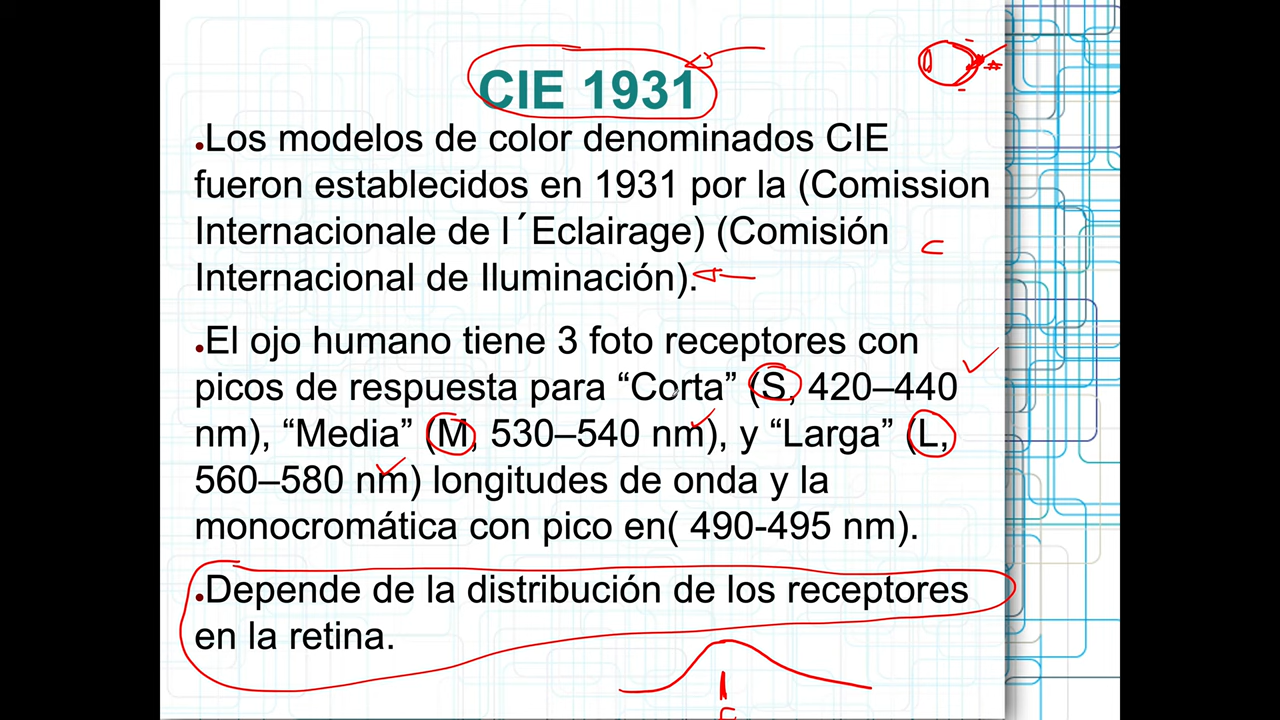 CIE 1931
•Los modelos de color denominados CIE
fueron establecidos en 1931 por la (Comission
Internacionale de l´Eclairage) (Comisión
Internacional de Iluminación).
•El ojo humano tiene 3 foto receptores con
picos de respuesta para “Corta” (S, 420–440
nm), “Media” (M, 530–540 nm), y “Larga” (L,
560–580 nm) longitudes de onda y la
monocromática con pico en( 490-495 nm).
•Depende de la distribución de los receptores
en la retina.